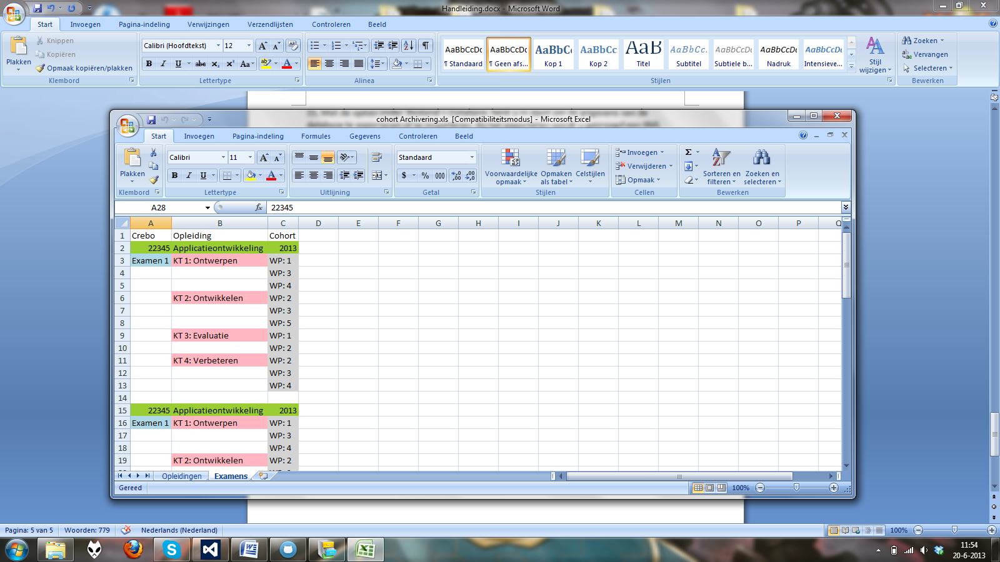 Handleiding.docx - Microsoft Word
Start Invoegen Pagina-indeling Verwijzingen Verzendlijsten Controleren Beeld
Plakken
Knippen
Kopiëren
Opmaak kopiëren/plakken
Klembord
Calibri (Hoofdtekst) 12
Lettertype
Alinea
AaBbCcDc AaBbCcDc AaBbCc AaBbCc AaB AaBbCc. AaBbCcDc AaBbCcDc AaBbCcDc
¶ Standaard ¶ Geen afs... Kop 1 Kop 2 Titel Subtitel Subtiele b... Nadruk Intensieve...
Stijlen
Stijl wijzigen
Zoeken
Vervangen
Selecteren
Bewerken
cohort Archivering.xls [Compatibiliteitsmodus] - Microsoft Excel
Start Invoegen Pagina-indeling Formules Gegevens Controleren Beeld
Plakken
Klembord
Calibri 11
Lettertype
Uitlijning
Standaard
Getal
Voorwaardelijke opmaak
Opmaken als tabel
Celstijlen
Stijlen
Invoegen
Verwijderen
Opmaak
Cellen
Sorteren en filteren
Zoeken en selecteren
Bewerken
A28 fx 22345
A B C D E F G H I J K L M N O P Q
1 Crebo Opleiding Cohort
2 22345 Applicatieontwikkeling 2013
3 Examen 1 KT 1: Ontwerpen WP: 1
4 WP: 3
5 WP: 4
6 KT 2: Ontwikkelen WP: 2
7 WP: 3
8 WP: 5
9 KT 3: Evaluatie WP: 1
10 WP: 2
11 KT 4: Verbeteren WP: 2
12 WP: 3
13 WP: 4
14
15 22345 Applicatieontwikkeling 2013
16 Examen 1 KT 1: Ontwerpen WP: 1
17 WP: 3
18 WP: 4
19 KT 2: Ontwikkelen WP: 2
Opleidingen Examens
Gereed 100%
Pagina: 5 van 5 Woorden: 779 Nederlands (Nederland) 100%
11:54
20-6-2013